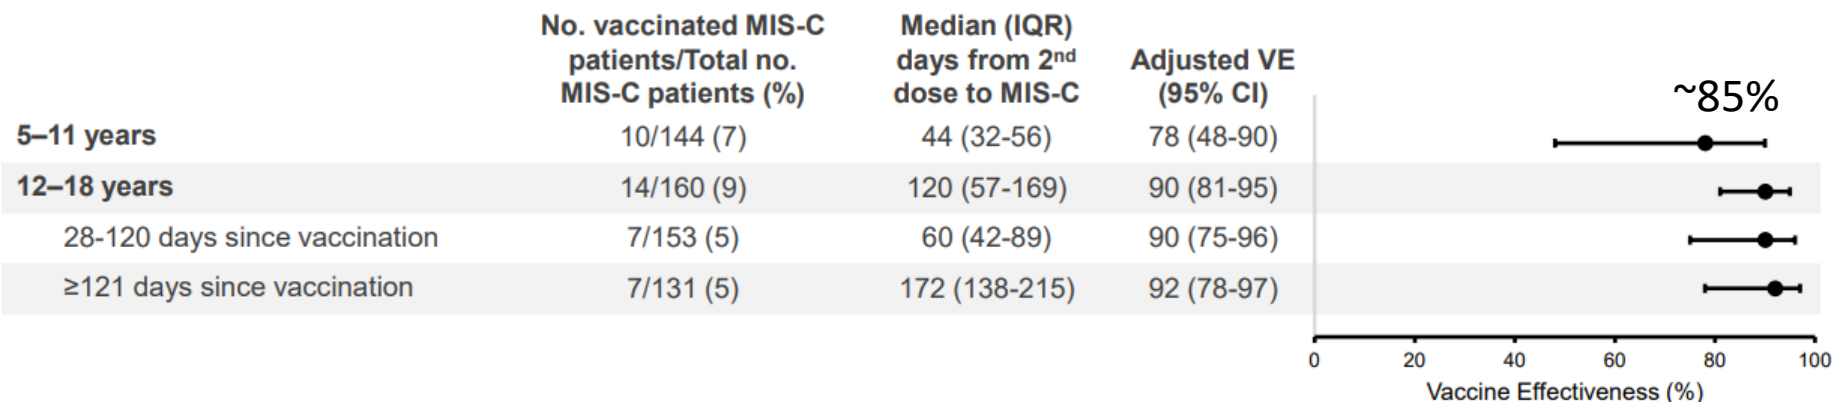 No. vaccinated MIS-C patients/Total no. MIS-C patients (%) Median (IQR) days from 2nd dose to MIS-C Adjusted VE (95% CI)
~85%
5–11 years 10/144 (7) 44 (32-56) 78 (48-90)
12–18 years 14/160 (9) 120 (57-169) 90 (81-95)
28-120 days since vaccination 7/153 (5) 60 (42-89) 90 (75-96)
≥121 days since vaccination 7/131 (5) 172 (138-215) 92 (78-97)
0 20 40 60 80 100
Vaccine Effectiveness (%)